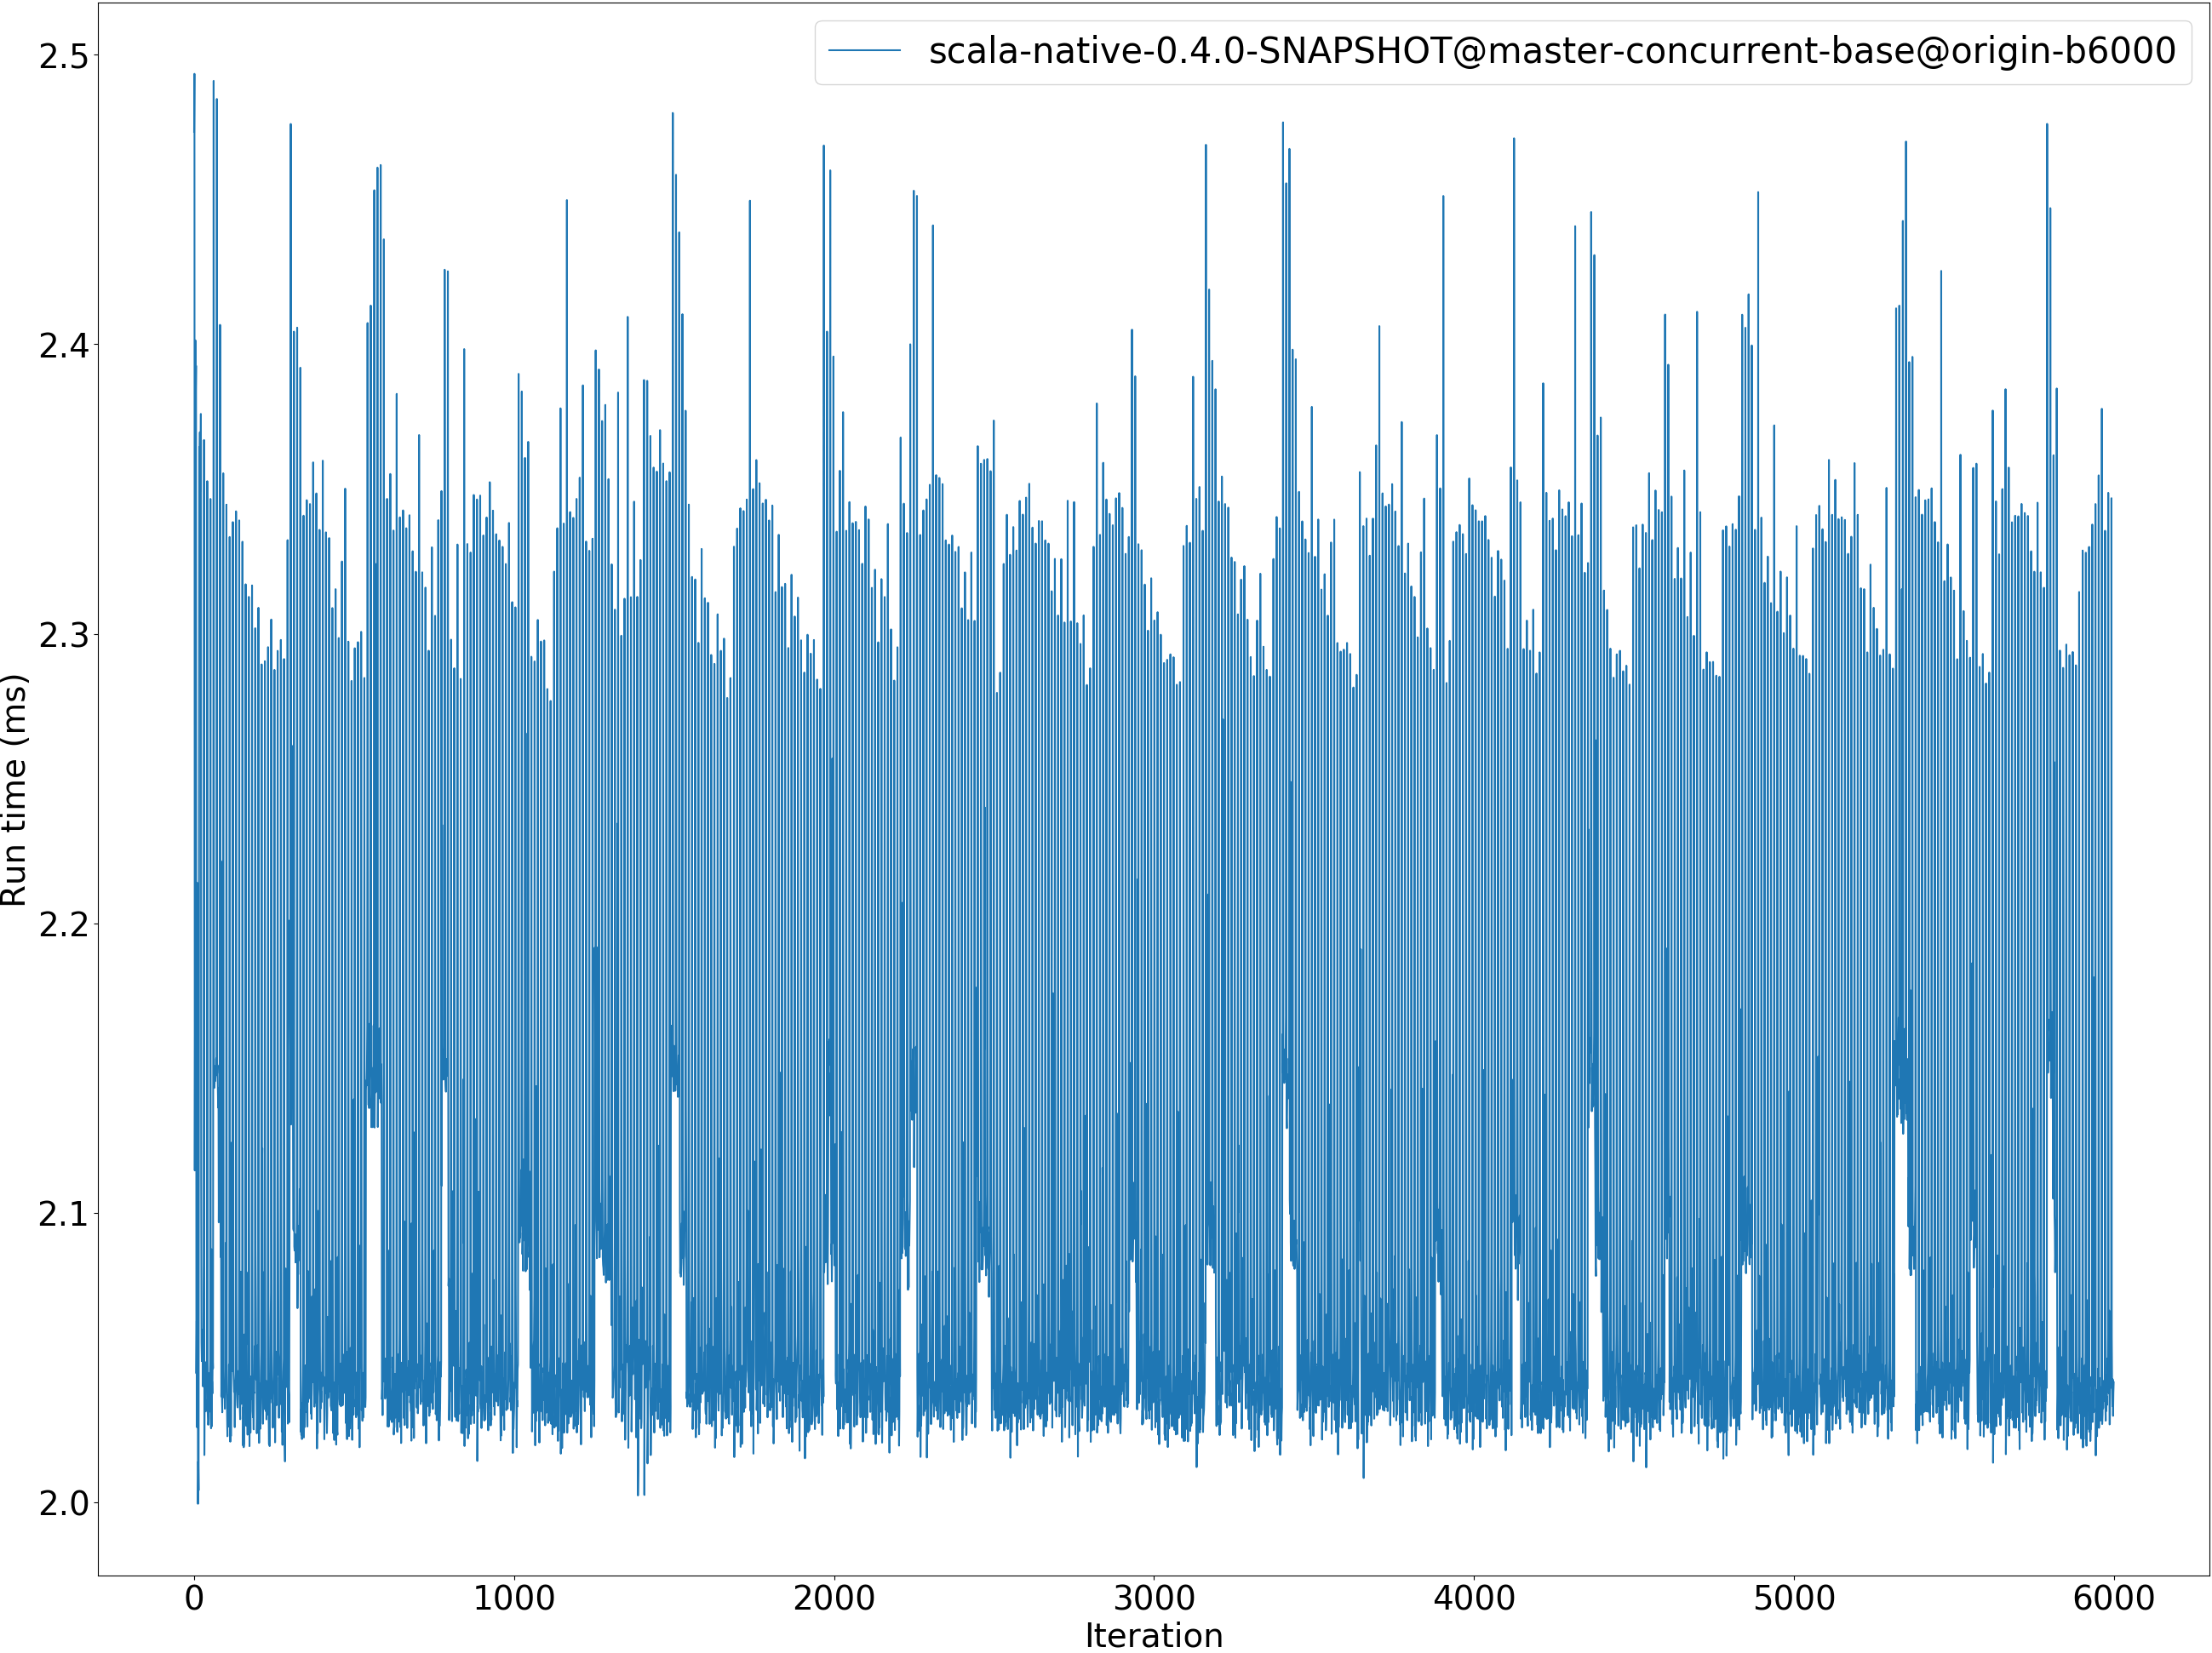 scala-native-0.4.0-SNAPSHOT@master-concurrent-base@origin-b6000
2.5
2.4
2.3
2.2
2.1
2.0
Run time (ms)
0 1000 2000 3000 4000 5000 6000
Iteration